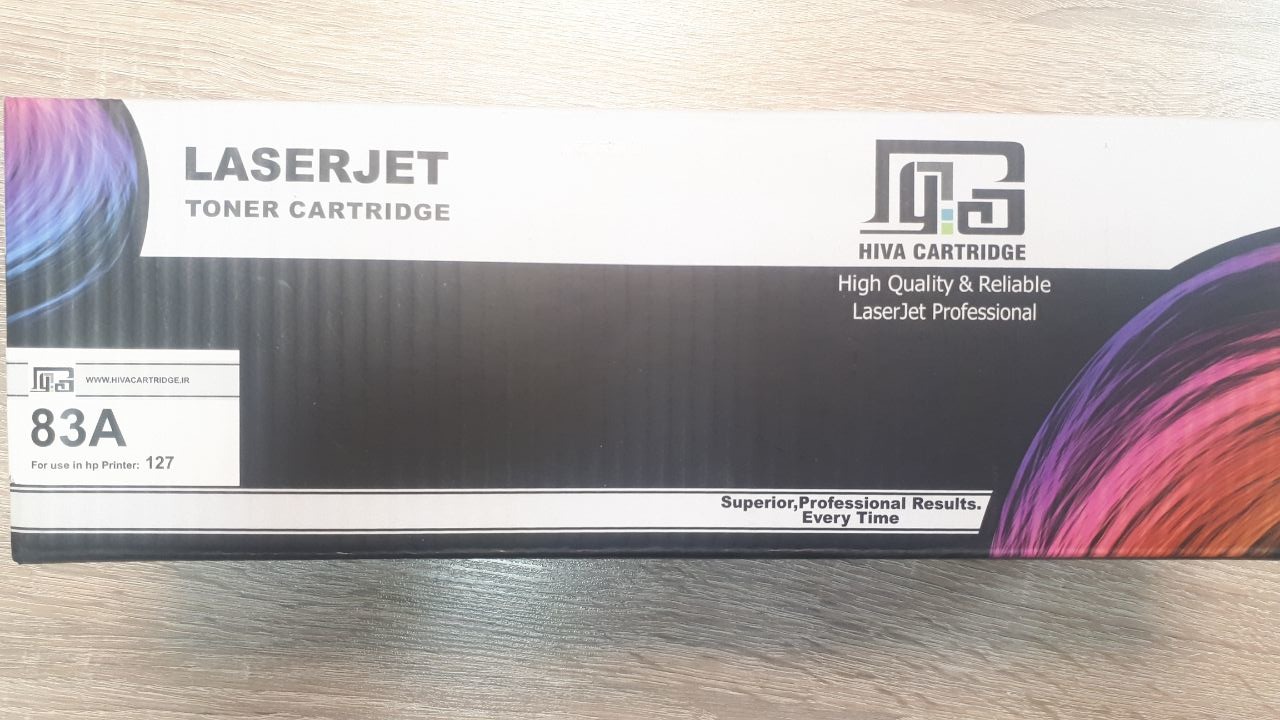 LASERJET
TONER CARTRIDGE
HIVA CARTRIDGE
High Quality & Reliable
LaserJet Professional
WWW.HIVACARTRIDGE.IR
83A
For use in hp Printer: 127
Superior,Professional Results.
Every Time